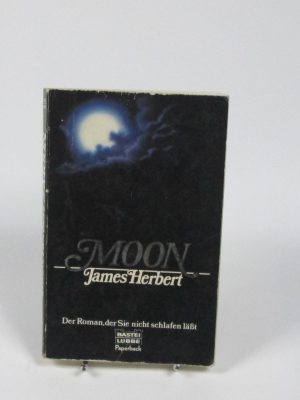 MOON
James Herbert
Der Roman, der Sie nicht schlafen läßt
BASTEI
LÜBBE
Paperback